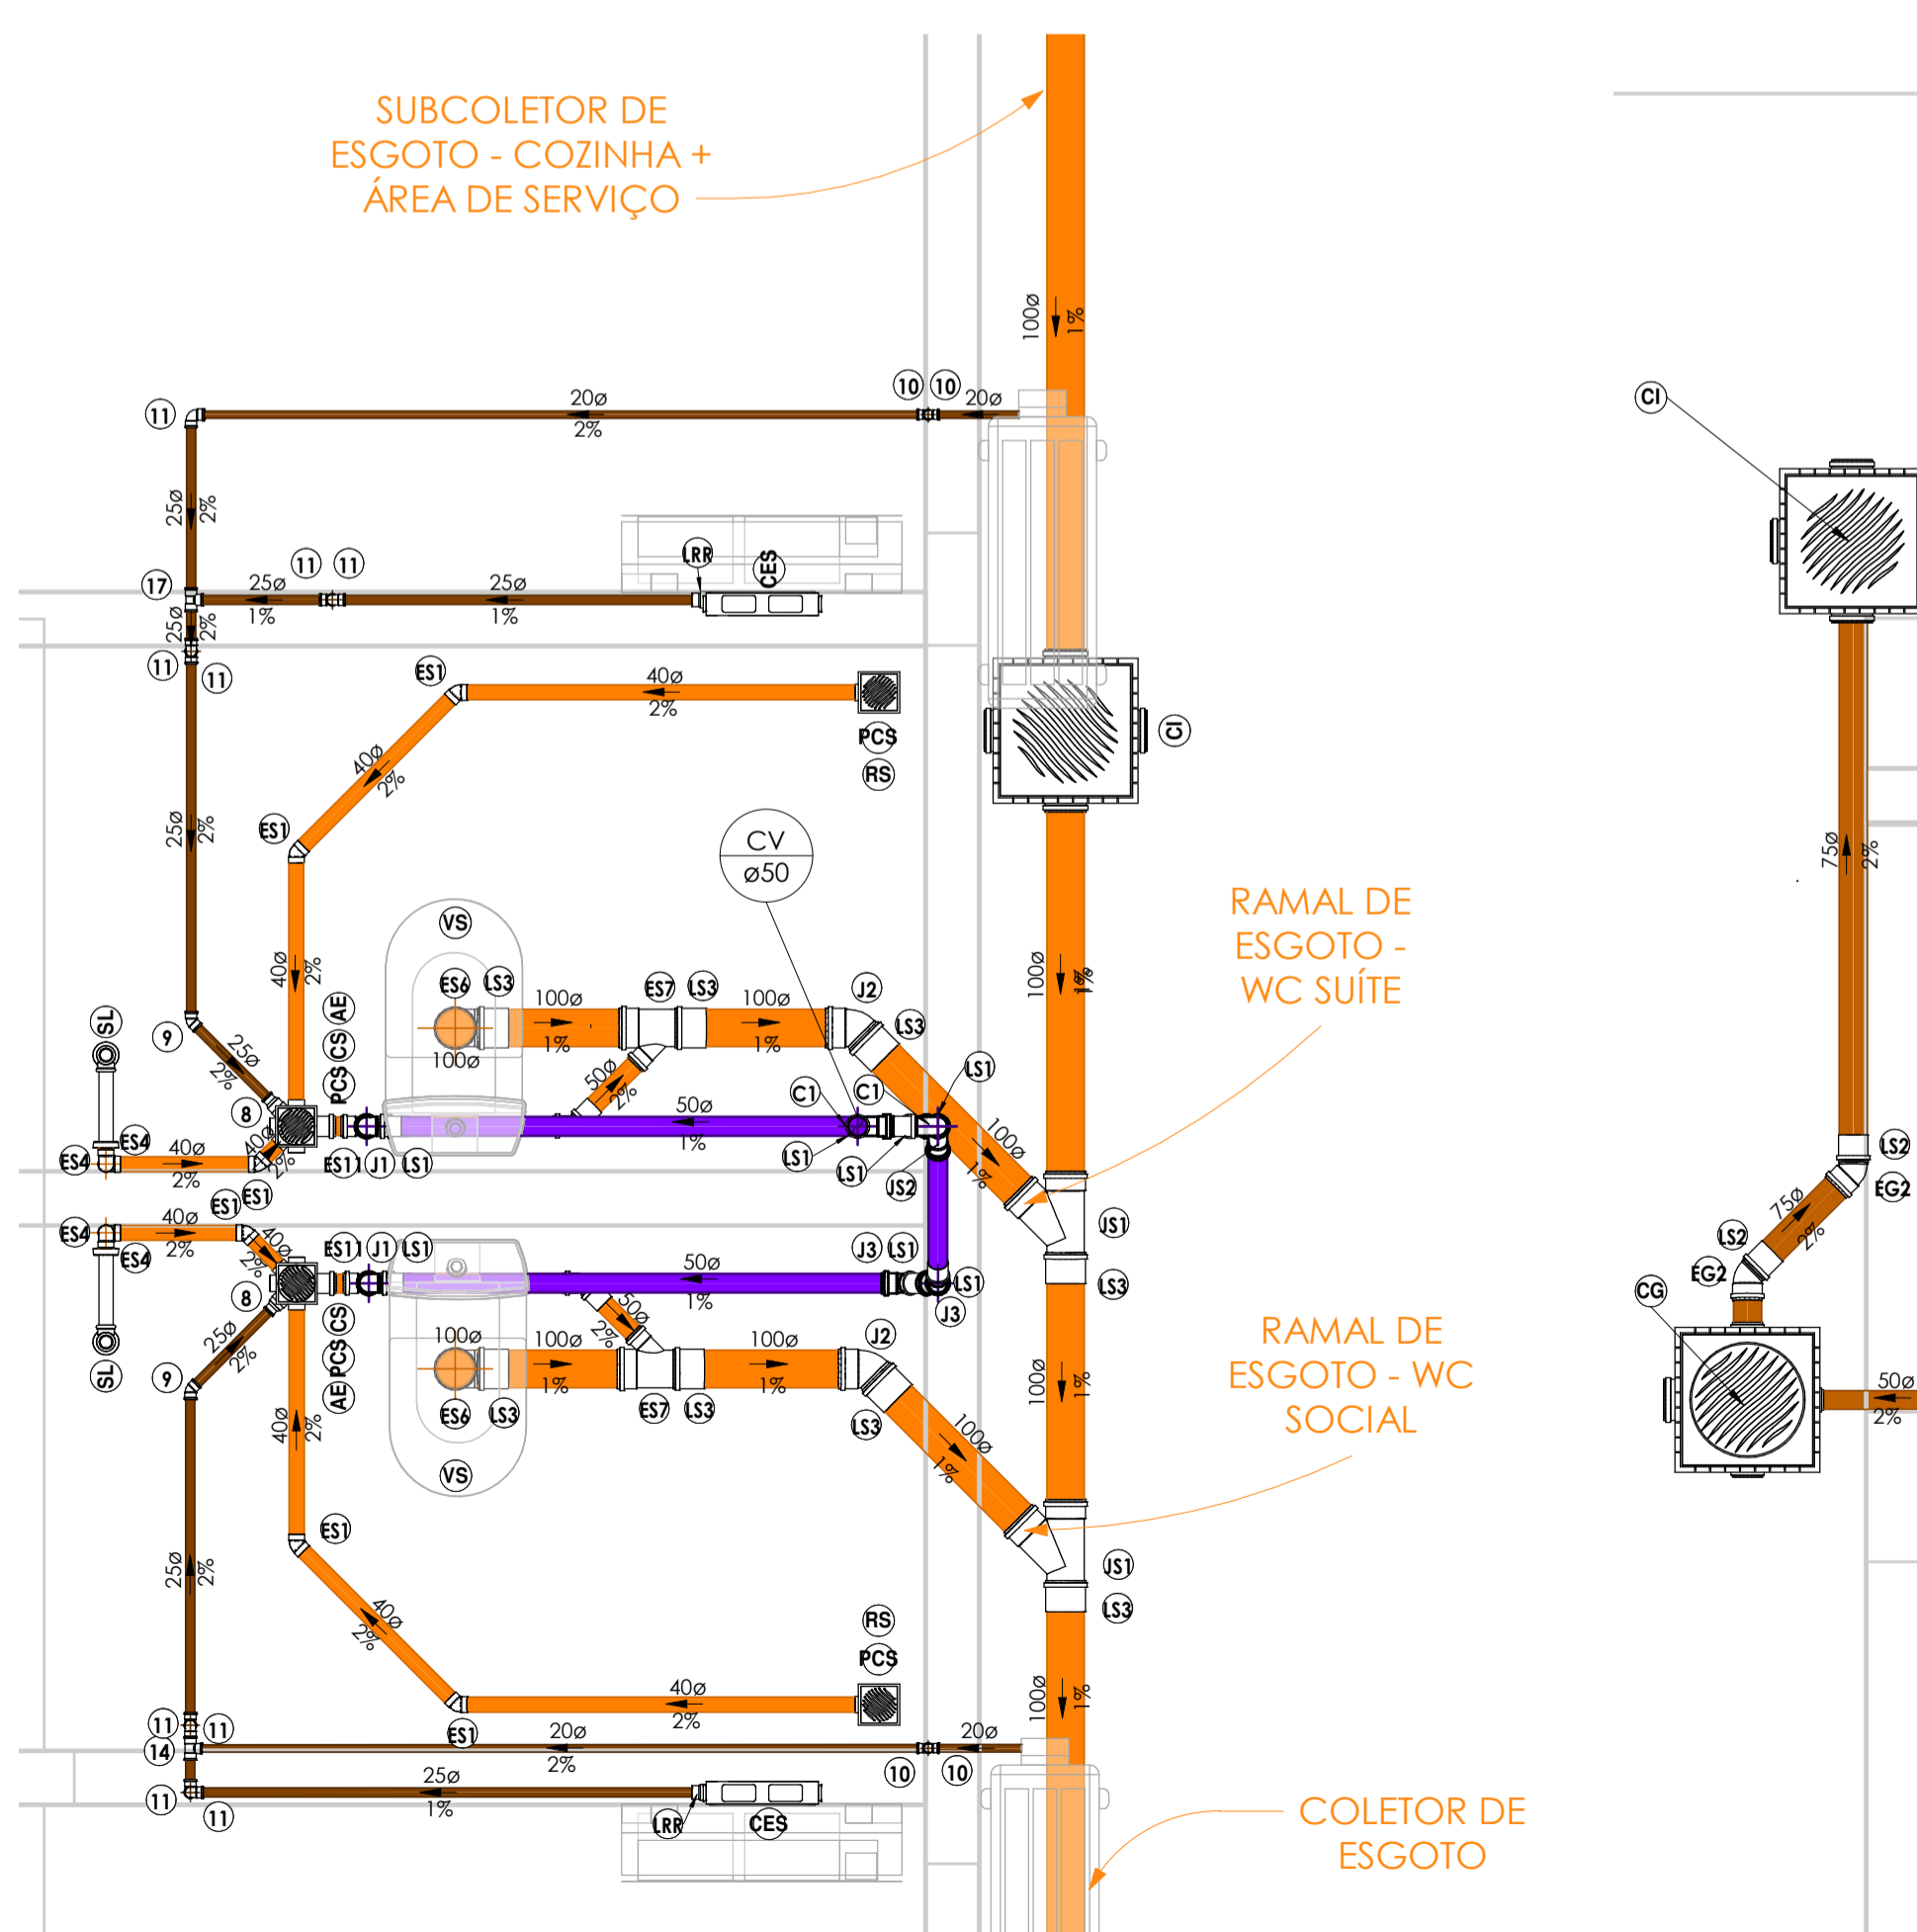 SUBCOLETOR DE
ESGOTO - COZINHA +
ÁREA DE SERVIÇO
100ø
1%
10
10
11
20ø
2%
20ø
CI
25ø
2%
11
11
LRR
CES
17
25ø
1%
25ø
1%
25ø
2%
11
11
ES1
40ø
2%
PCS
RS
CI
40ø
2%
ES1
25ø
2%
CV
ø50
75ø
2%
RAMAL DE
ESGOTO -
WC SUÍTE
VS
40ø
2%
100ø
1%
ES6
LS3
100ø
1%
ES7
LS3
100ø
1%
J2
LS3
AE
CS
PCS
SL
9
25ø
2%
100ø
50ø
2%
C1
C1
LS1
8
50ø
1%
ES4
ES4
40ø
2%
40ø
2%
ES11
J1
LS1
LS1
LS1
JS2
100ø
1%
LS2
EG2
ES1
ES1
75ø
2%
JS1
ES4
ES4
40ø
2%
40ø
2%
ES11
J1
LS1
J3
LS1
LS2
EG2
50ø
1%
LS1
J3
LS3
8
CG
CS
PCS
AE
25ø
2%
50ø
2%
100ø
100ø
1%
100ø
1%
J2
RAMAL DE
ESGOTO - WC
SOCIAL
SL
9
ES6
LS3
ES7
LS3
LS3
100ø
1%
50ø
2%
40ø
2%
VS
100ø
1%
ES1
25ø
2%
JS1
LS3
40ø
2%
RS
PCS
40ø
2%
100ø
1%
11
11
ES1
14
20ø
2%
20ø
10
10
11
11
25ø
1%
LRR
CES
COLETOR DE
ESGOTO